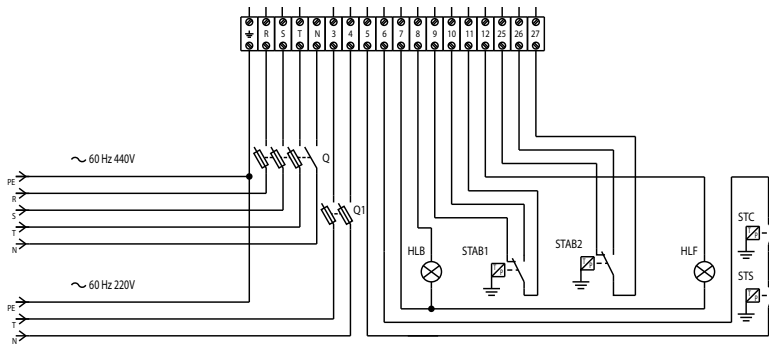 R S T N 3 4 5 6 7 8 9 10 11 12 25 26 27
~ 60 Hz 440V
Q
PE
R
S
T
N
Q1
STC
HLB STAB1 STAB2 HLF
~ 60 Hz 220V
STS
PE
T
N